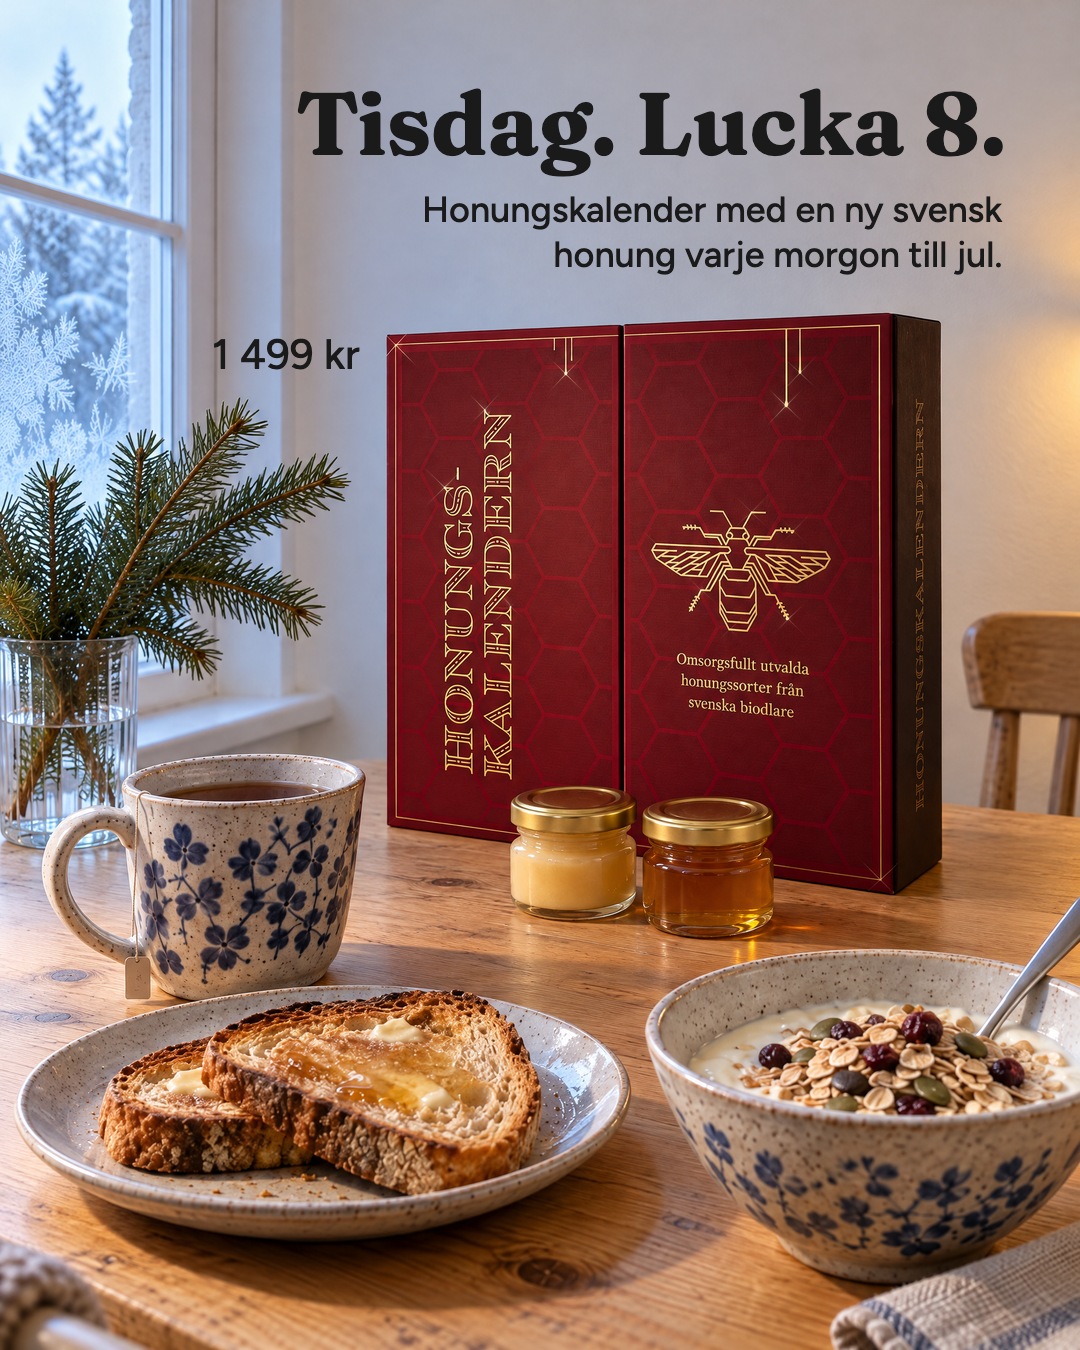 Tisdag. Lucka 8.
Honungskalender med en ny svensk
honung varje morgon till jul.
1 499 kr
HONUNGS-
KALENDERN
Omsorgsfullt utvalda
honungssorter från
svenska biodlare
HONUNGSKALENDERN